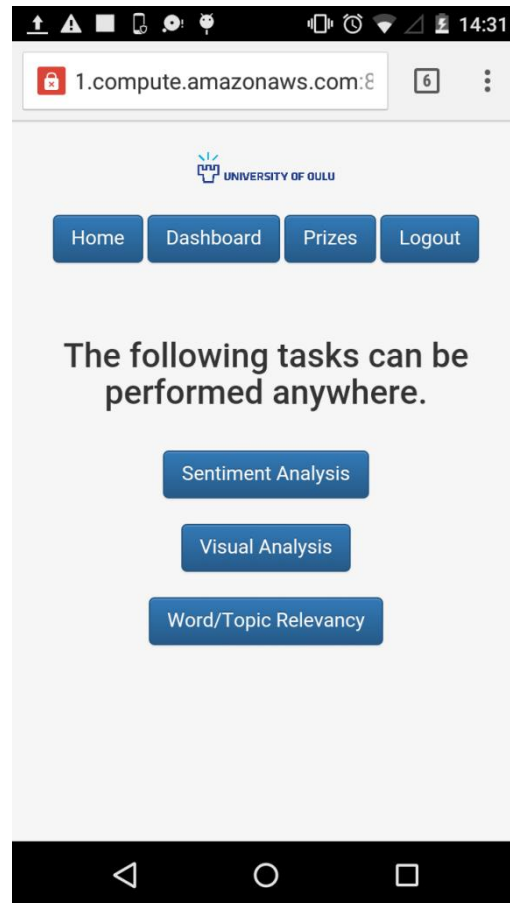 14:31
1.compute.amazonaws.com:8
6
UNIVERSITY OF OULU
Home Dashboard Prizes Logout
The following tasks can be
performed anywhere.
Sentiment Analysis
Visual Analysis
Word/Topic Relevancy